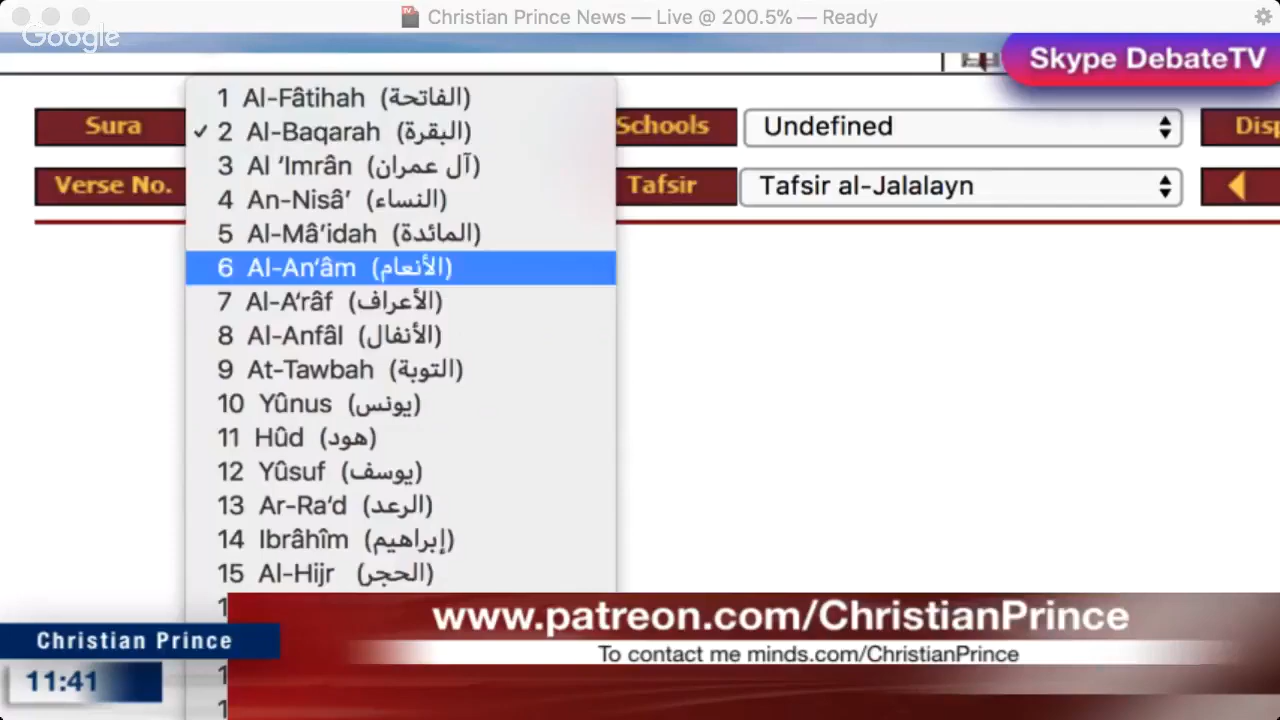 Christian Prince News — Live @ 200.5% — Ready
Google
Skype DebateTV
Sura
Schools
Undefined
Verse No.
Tafsir
Tafsir al-Jalalayn
1 Al-Fâtihah (الفاتحة)
✓ 2 Al-Baqarah (البقرة)
3 Al 'Imrân (آل عمران)
4 An-Nisâ' (النساء)
5 Al-Mâ'idah (المائدة)
6 Al-An‘âm (الأنعام)
7 Al-A‘râf (الأعراف)
8 Al-Anfâl (الأنفال)
9 At-Tawbah (التوبة)
10 Yûnus (يونس)
11 Hûd (هود)
12 Yûsuf (يوسف)
13 Ar-Ra‘d (الرعد)
14 Ibrâhîm (إبراهيم)
15 Al-Hijr (الحجر)
www.patreon.com/ChristianPrince
To contact me minds.com/ChristianPrince
Christian Prince
11:41